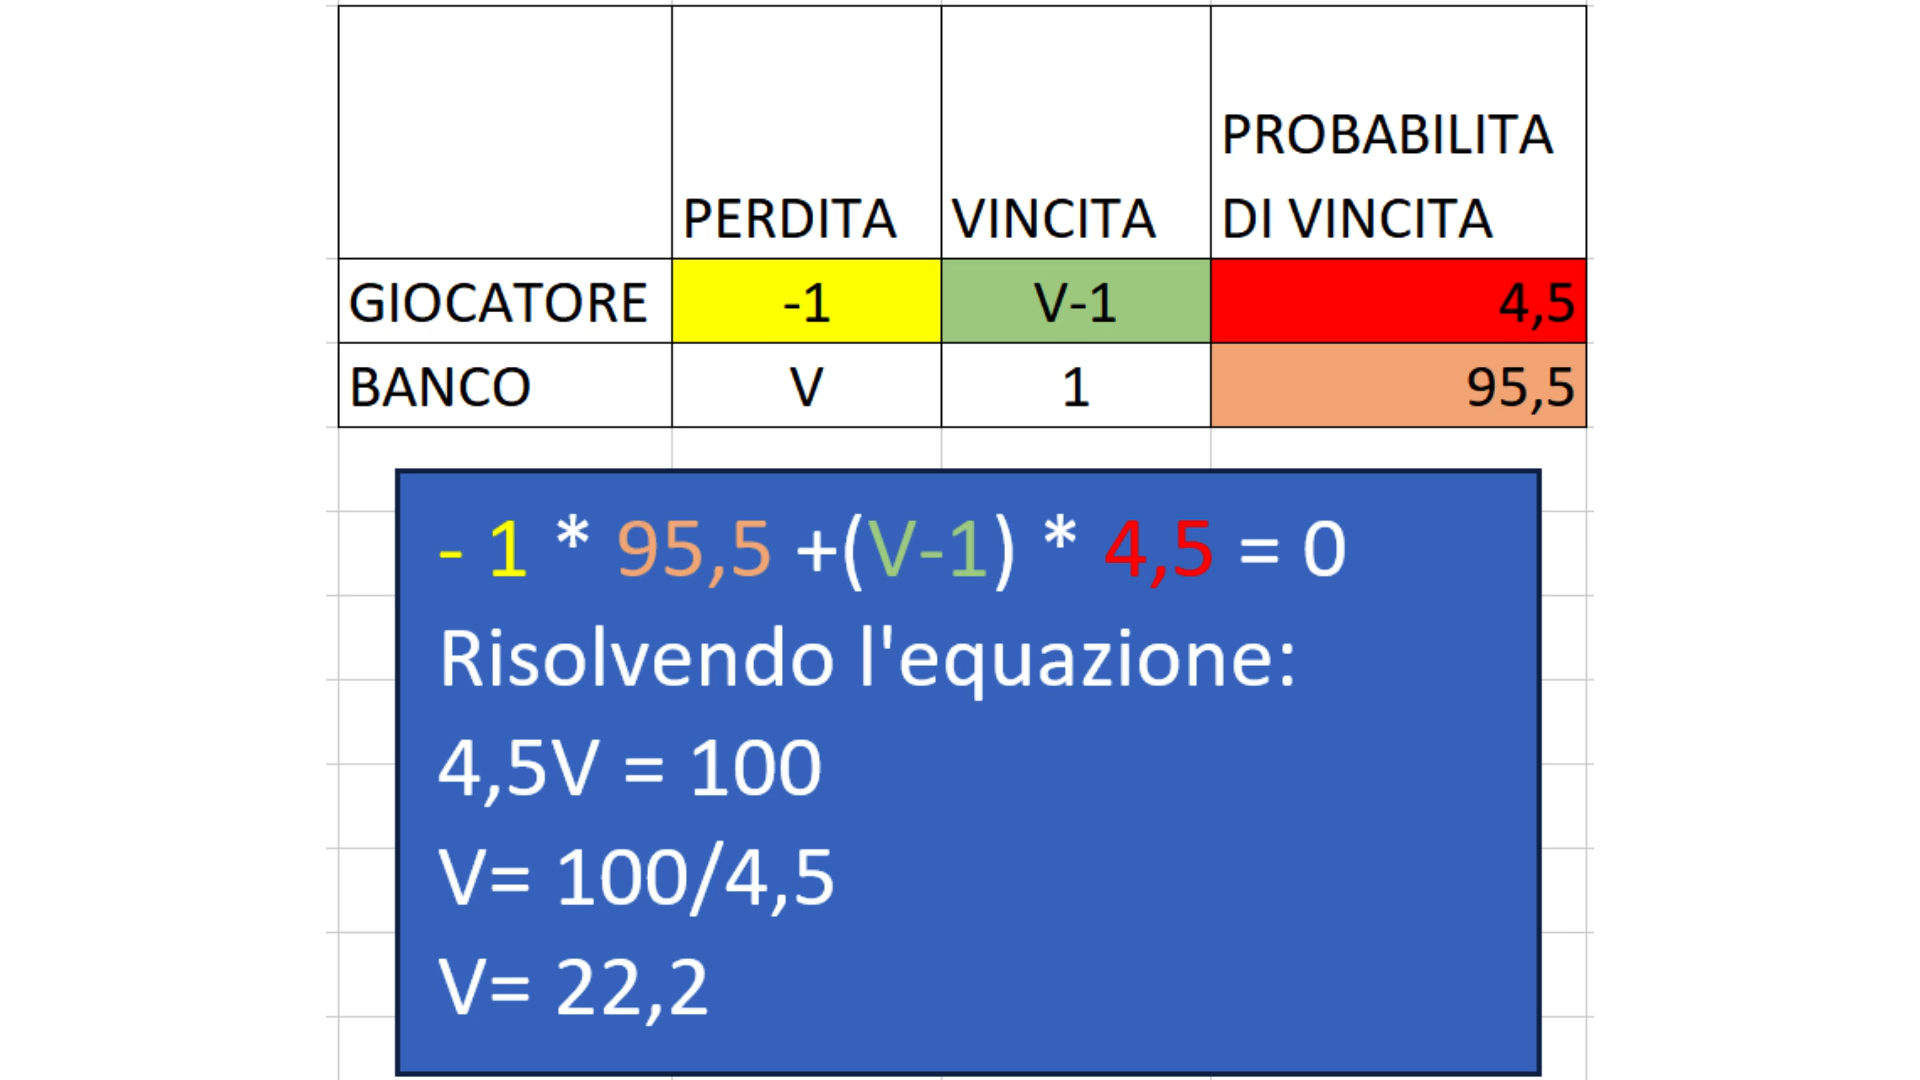 PERDITA VINCITA PROBABILITA
DI VINCITA
GIOCATORE -1 V-1 4,5
BANCO V 1 95,5
- 1 * 95,5 +(V-1) * 4,5 = 0
Risolvendo l'equazione:
4,5V = 100
V= 100/4,5
V= 22,2